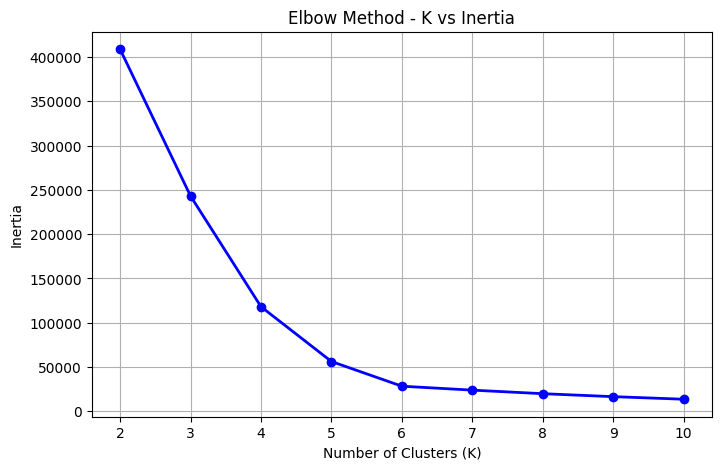 Elbow Method - K vs Inertia
400000
350000
300000
250000
200000
150000
100000
50000
0
Inertia
2 3 4 5 6 7 8 9 10
Number of Clusters (K)